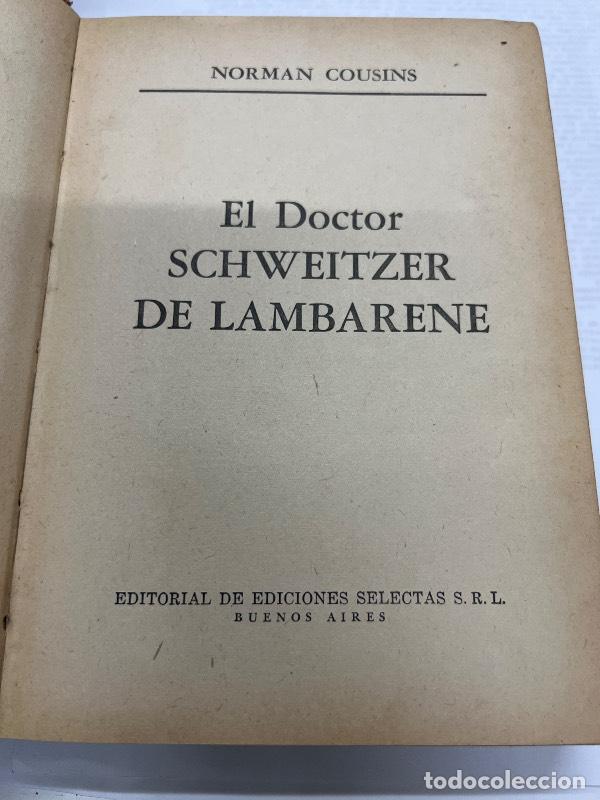 NORMAN COUSINS
El Doctor
SCHWEITZER
DE LAMBARENE
EDITORIAL DE EDICIONES SELECTAS S. R. L.
BUENOS AIRES
todocoleccion